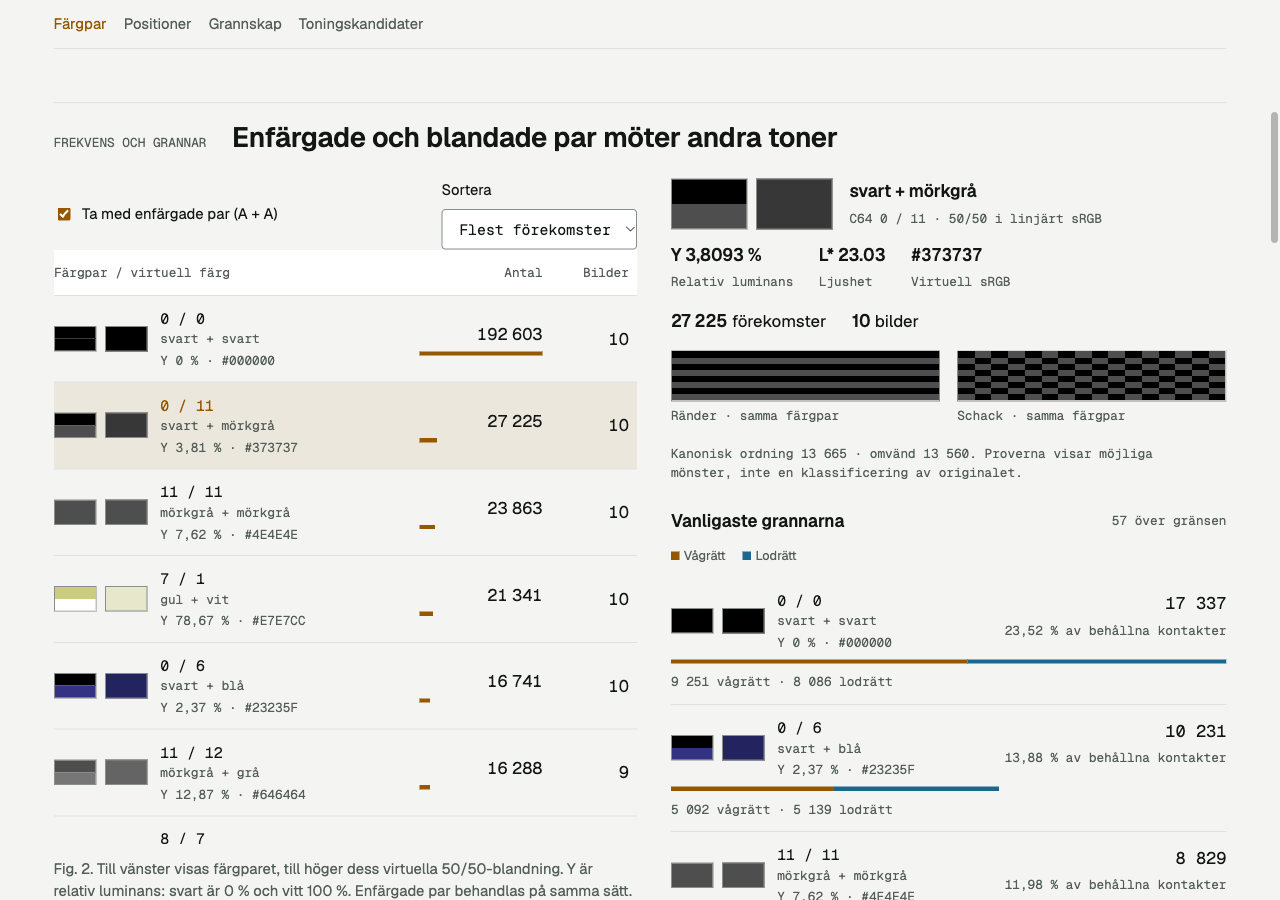 Färgpar Positioner Grannskap Toningskandidater
FREKVENS OCH GRANNAR Enfärgade och blandade par möter andra toner
Ta med enfärgade par (A + A)
Sortera
Flest förekomster
Färgpar / virtuell färg Antal Bilder
0 / 0
svart + svart
Y 0 % · #000000
192 603 10
0 / 11
svart + mörkgrå
Y 3,81 % · #373737
27 225 10
11 / 11
mörkgrå + mörkgrå
Y 7,62 % · #4E4E4E
23 863 10
7 / 1
gul + vit
Y 78,67 % · #E7E7CC
21 341 10
0 / 6
svart + blå
Y 2,37 % · #23235F
16 741 10
11 / 12
mörkgrå + grå
Y 12,87 % · #646464
16 288 9
8 / 7
Fig. 2. Till vänster visas färgparet, till höger dess virtuella 50/50-blandning. Y är
relativ luminans: svart är 0 % och vitt 100 %. Enfärgade par behandlas på samma sätt.
svart + mörkgrå
C64 0 / 11 · 50/50 i linjärt sRGB
Y 3,8093 % L* 23.03 #373737
Relativ luminans Ljushet Virtuell sRGB
27 225 förekomster 10 bilder
Ränder · samma färgpar Schack · samma färgpar
Kanonisk ordning 13 665 · omvänd 13 560. Proverna visar möjliga
mönster, inte en klassificering av originalet.
Vanligaste grannarna 57 över gränsen
Vågrätt Lodrätt
0 / 0
svart + svart
Y 0 % · #000000
17 337
23,52 % av behållna kontakter
9 251 vågrätt · 8 086 lodrätt
0 / 6
svart + blå
Y 2,37 % · #23235F
10 231
13,88 % av behållna kontakter
5 092 vågrätt · 5 139 lodrätt
11 / 11
mörkgrå + mörkgrå
Y 7,62 % · #4E4E4E
8 829
11,98 % av behållna kontakter